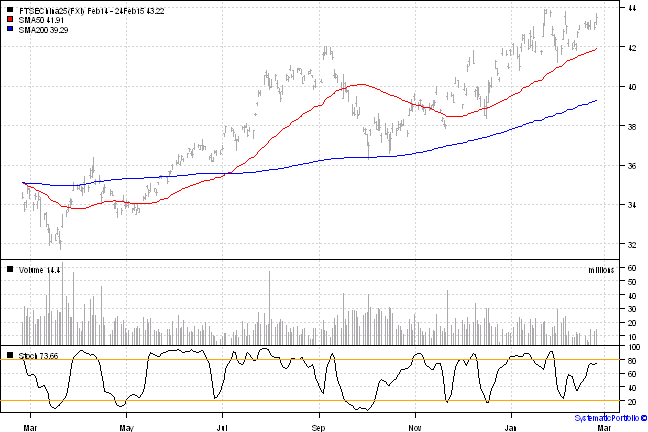 FTSEChina25(FXI) Feb14 - 24Feb15 43.22
SMA50 41.91
SMA200 39.29
44
42
40
38
36
34
32
Volume 14.4
millions
60
50
40
30
20
10
Stoch 73.66
100
80
60
40
20
Mar
May
Jul
Sep
Nov
Jan
Mar
SystematicPortfolio ©